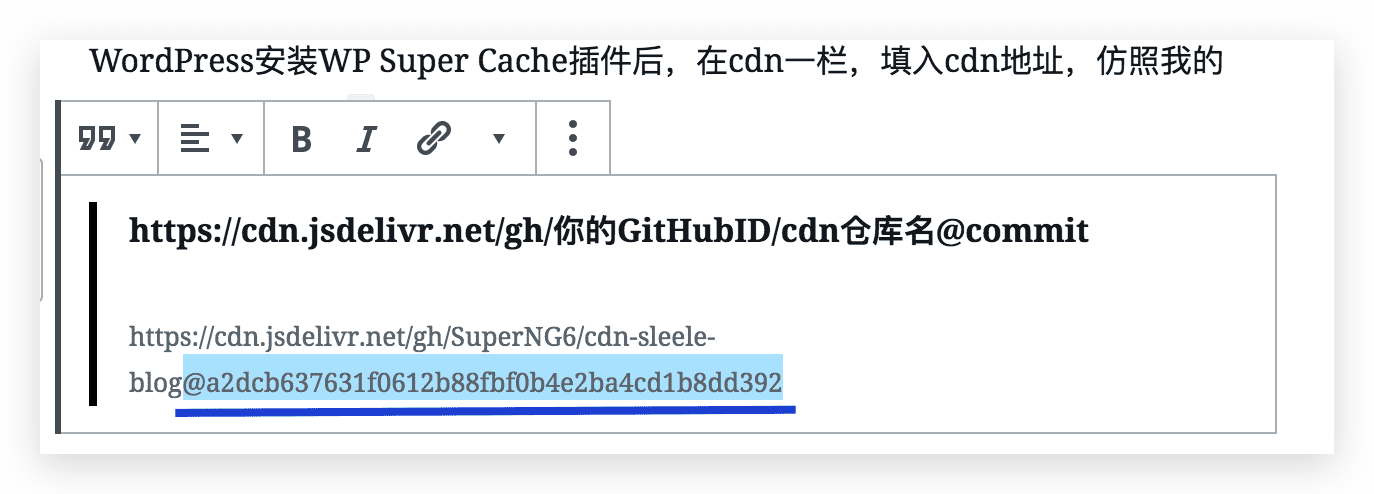 WordPress安装WP Super Cache插件后，在cdn一栏，填入cdn地址，仿照我的
B I
https://cdn.jsdelivr.net/gh/你的GitHubID/cdn仓库名@commit
https://cdn.jsdelivr.net/gh/SuperNG6/cdn-sleele-
blog@a2dcb637631f0612b88fbf0b4e2ba4cd1b8dd392